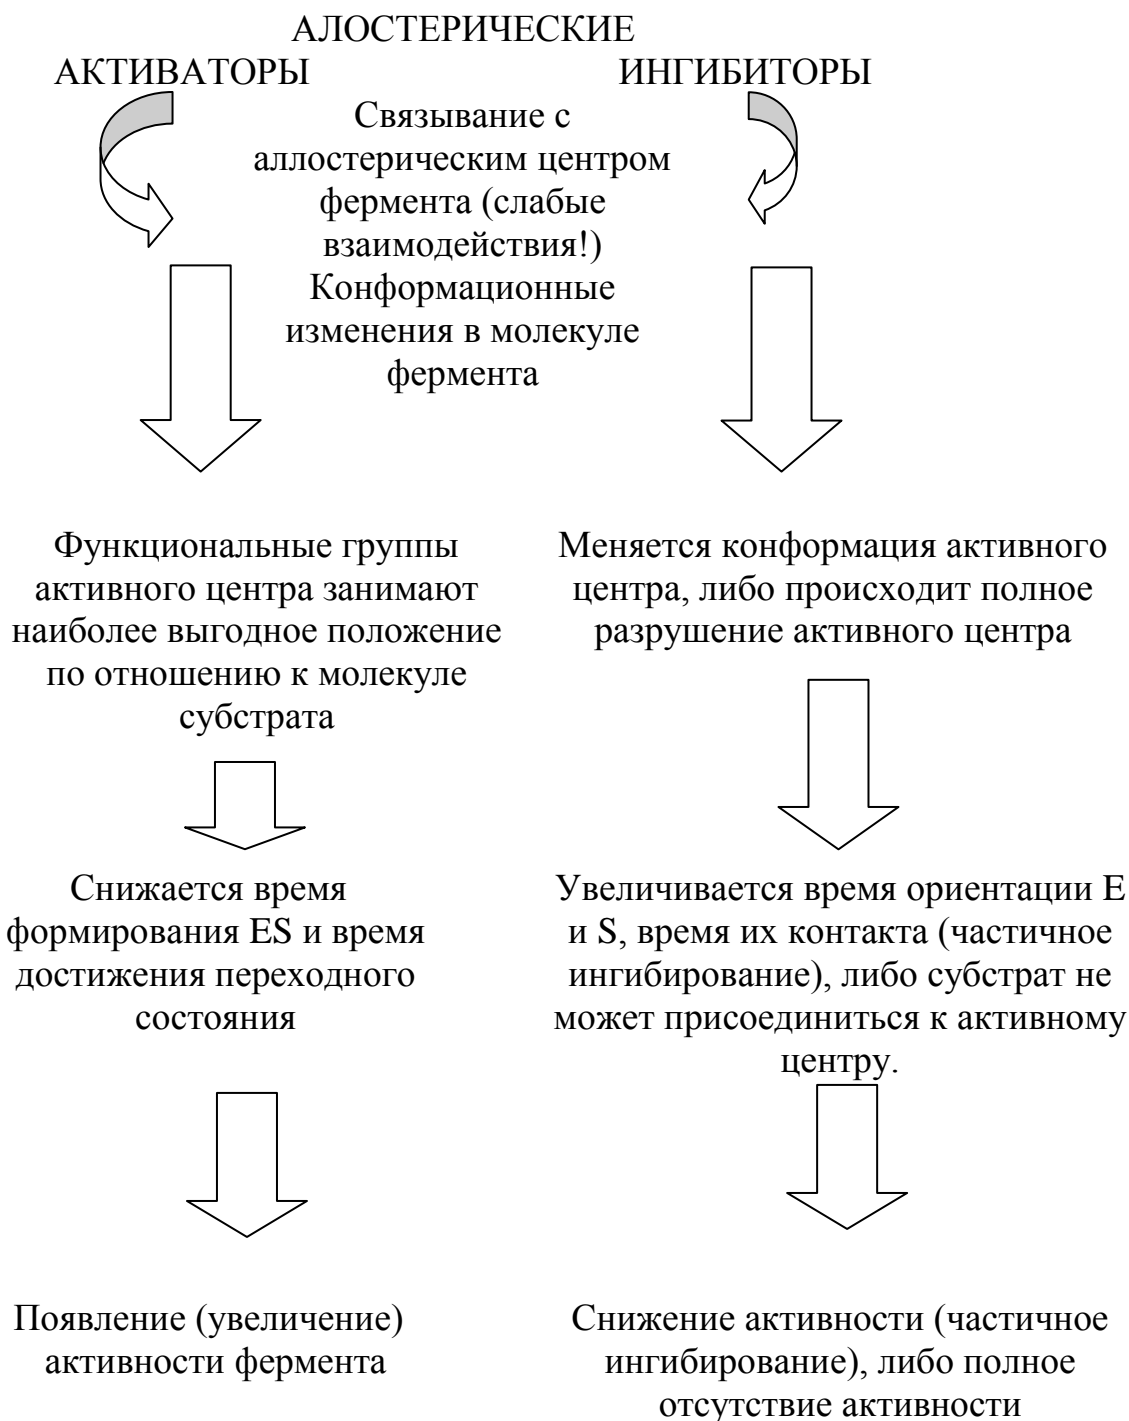 АЛОСТЕРИЧЕСКИЕ
АКТИВАТОРЫ
ИНГИБИТОРЫ
Связывание с
аллостерическим центром
фермента (слабые
взаимодействия!)
Конформационные
изменения в молекуле
фермента
Функциональные группы
активного центра занимают
наиболее выгодное положение
по отношению к молекуле
субстрата
Меняется конформация активного
центра, либо происходит полное
разрушение активного центра
Снижается время
формирования ES и время
достижения переходного
состояния
Увеличивается время ориентации E
и S, время их контакта (частичное
ингибирование), либо субстрат не
может присоединиться к активному
центру.
Появление (увеличение)
активности фермента
Снижение активности (частичное
ингибирование), либо полное
отсутствие активности